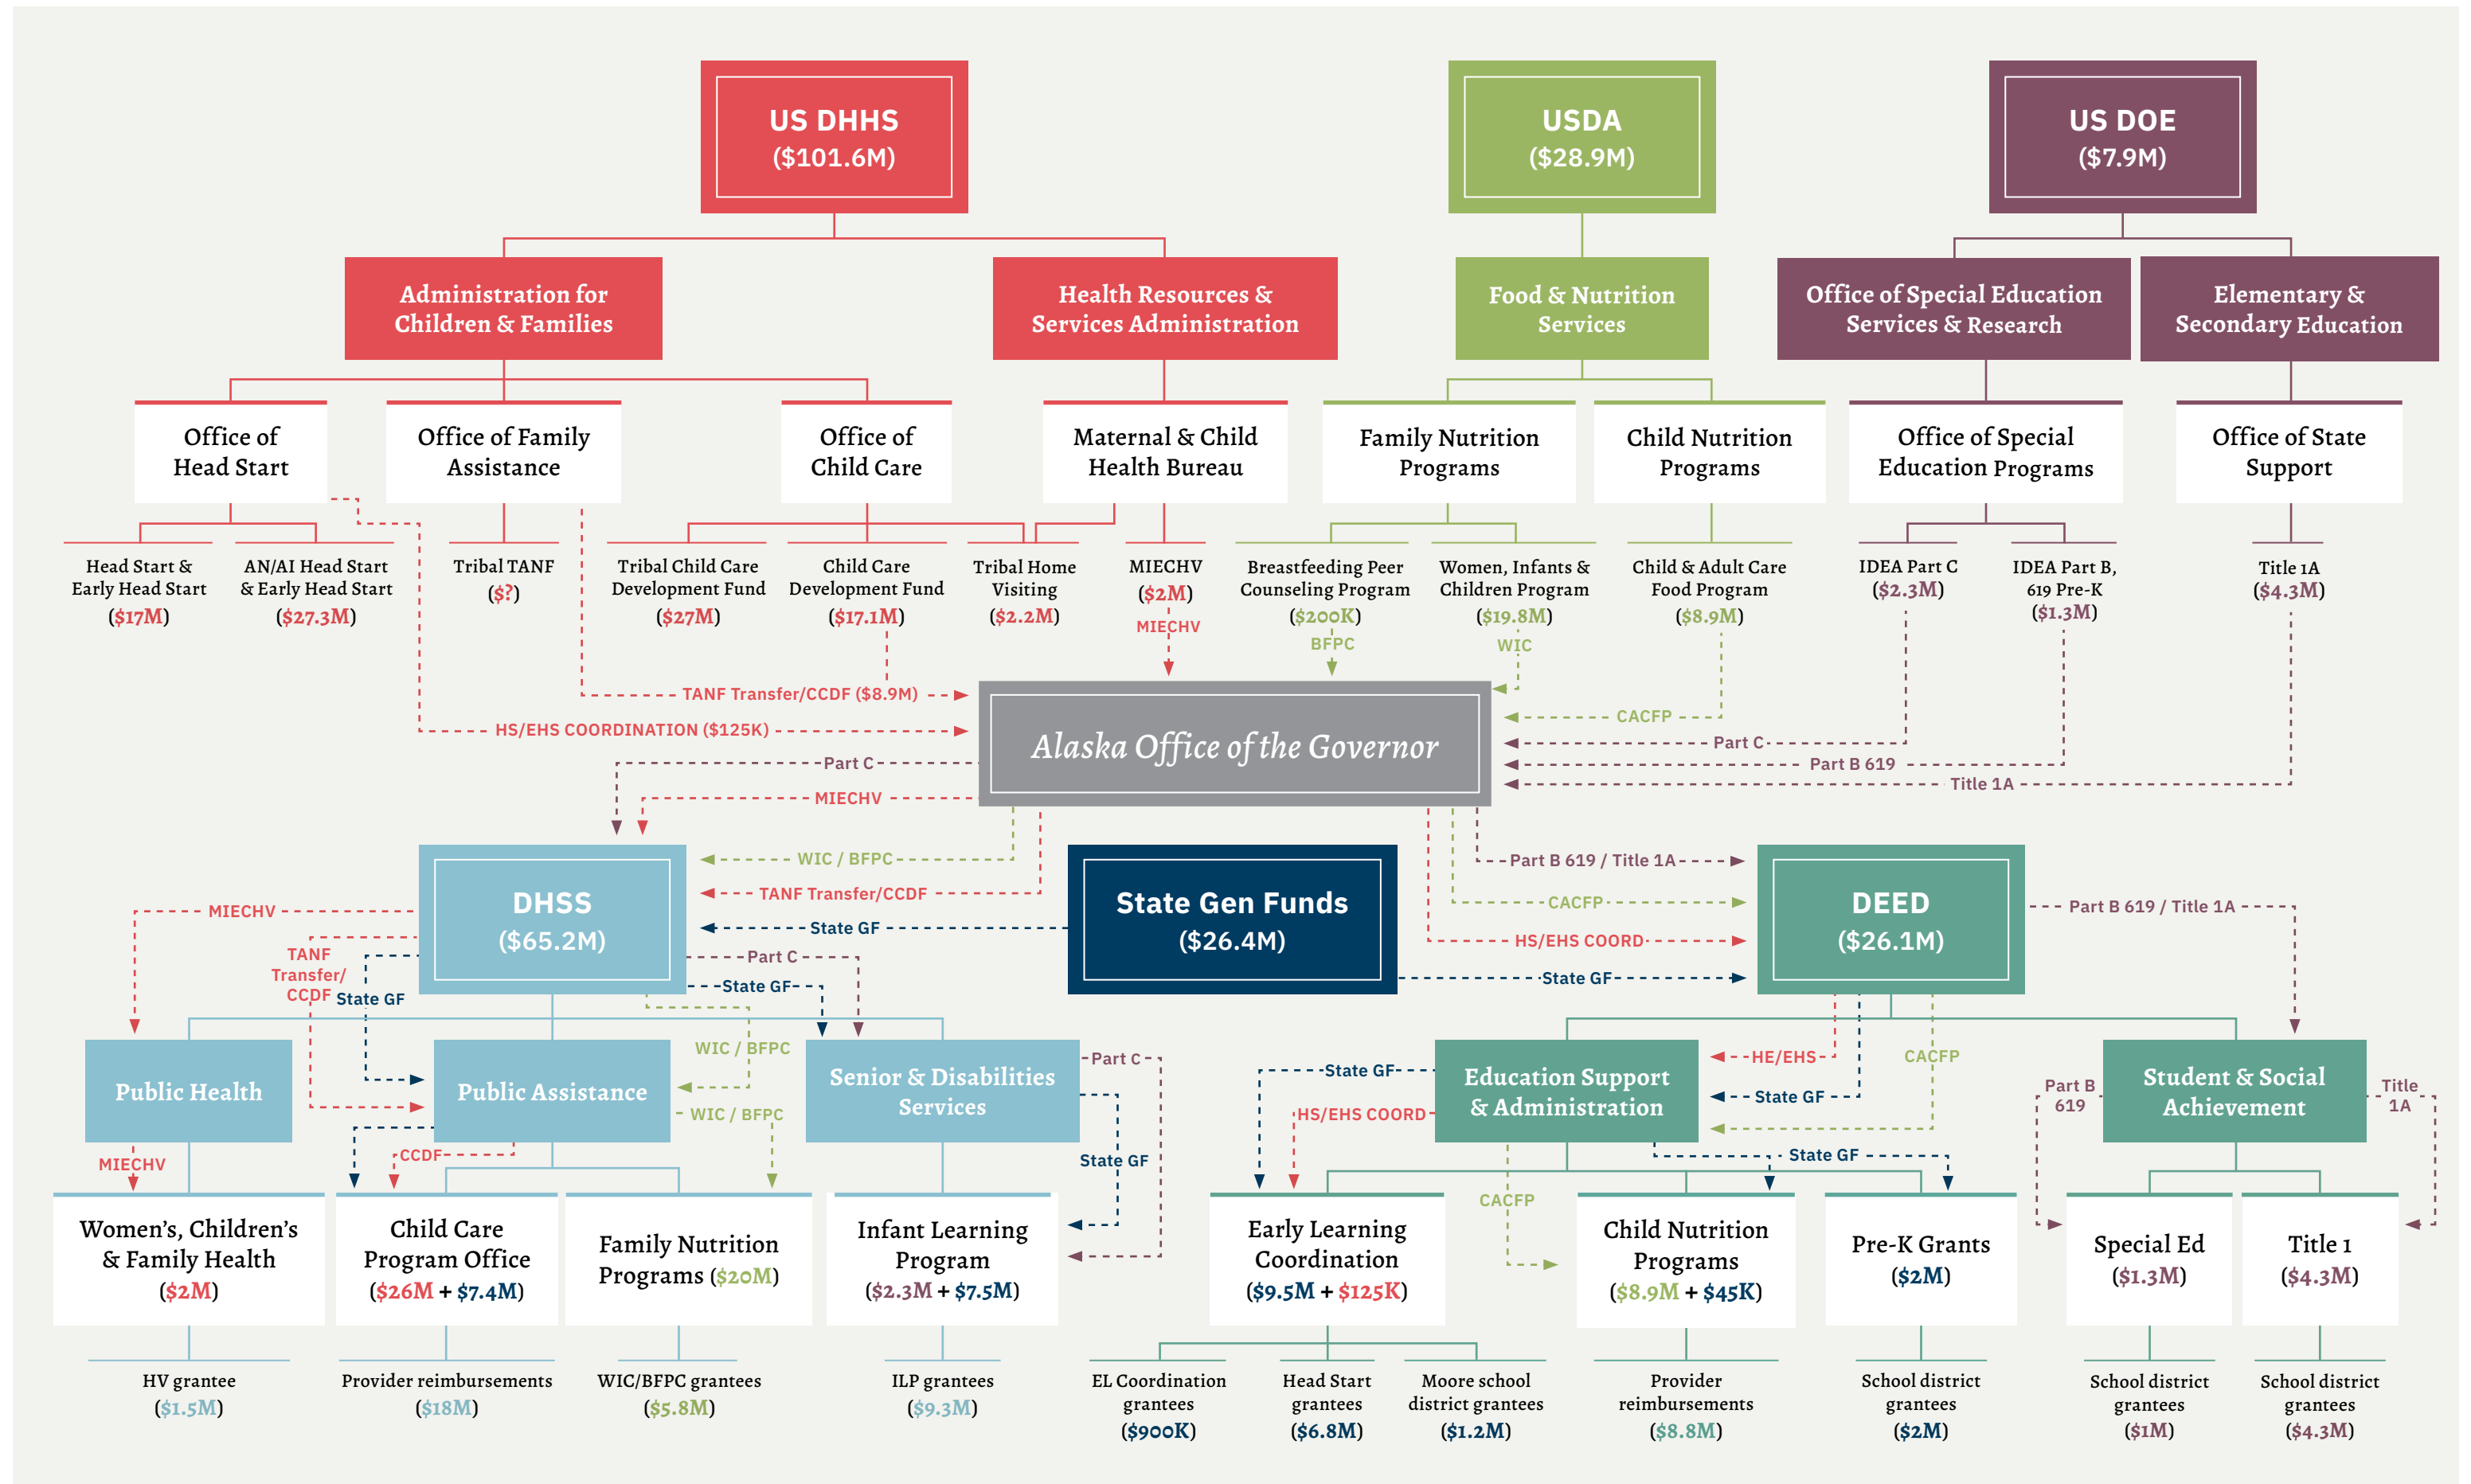 US DHHS
($101.6M)
USDA
($28.9M)
US DOE
($7.9M)
Administration for
Children & Families
Health Resources &
Services Administration
Food & Nutrition
Services
Office of Special Education
Services & Research
Elementary &
Secondary Education
Office of
Head Start
Office of Family
Assistance
Office of
Child Care
Maternal & Child
Health Bureau
Family Nutrition
Programs
Child Nutrition
Programs
Office of Special
Education Programs
Office of State
Support
Head Start &
Early Head Start
($17M)
AN/AI Head Start
& Early Head Start
($27.3M)
Tribal TANF
($?)
Tribal Child Care
Development Fund
($27M)
Child Care
Development Fund
($17.1M)
Tribal Home
Visiting
($2.2M)
MIECHV
($2M)
MIECHV
Breastfeeding Peer
Counseling Program
($200K)
BFPC
Women, Infants &
Children Program
($19.8M)
WIC
Child & Adult Care
Food Program
($8.9M)
IDEA Part C
($2.3M)
IDEA Part B,
619 Pre-K
($1.3M)
Title 1A
($4.3M)
TANF Transfer/CCDF ($8.9M)
HS/EHS COORDINATION ($125K)
Alaska Office of the Governor
CACFP
Part C
Part B 619
Title 1A
Part C
MIECHV
WIC / BFPC
TANF Transfer/CCDF
State GF
DHSS
($65.2M)
State Gen Funds
($26.4M)
Part B 619 / Title 1A
CACFP
HS/EHS COORD
State GF
DEED
($26.1M)
Part B 619 / Title 1A
MIECHV
TANF
Transfer/
CCDF
State GF
Part C
State GF
WIC / BFPC
Public Health
Public Assistance
Senior & Disabilities
Services
Part C
State GF
HS/EHS COORD
Education Support
& Administration
HE/EHS
State GF
CACFP
Part B
619
Student & Social
Achievement
Title
1A
MIECHV
CCDF
WIC / BFPC
State GF
CACFP
State GF
Women's, Children's
& Family Health
($2M)
Child Care
Program Office
($26M + $7.4M)
Family Nutrition
Programs ($20M)
Infant Learning
Program
($2.3M + $7.5M)
Early Learning
Coordination
($9.5M + $125K)
Child Nutrition
Programs
($8.9M + $45K)
Pre-K Grants
($2M)
Special Ed
($1.3M)
Title 1
($4.3M)
HV grantee
($1.5M)
Provider reimbursements
($18M)
WIC/BFPC grantees
($5.8M)
ILP grantees
($9.3M)
EL Coordination
grantees
($900K)
Head Start
grantees
($6.8M)
Moore school
district grantees
($1.2M)
Provider
reimbursements
($8.8M)
School district
grantees
($2M)
School district
grantees
($1M)
School district
grantees
($4.3M)